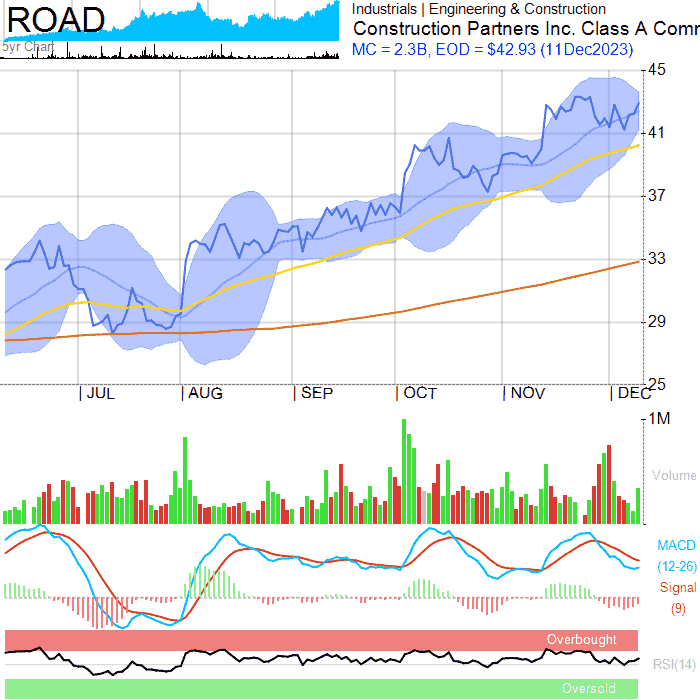 ROAD
5yr Chart
Industrials | Engineering & Construction
Construction Partners Inc. Class A Comm
MC = 2.3B, EOD = $42.93 (11Dec2023)
45
41
37
33
29
25
| JUL | AUG | SEP | OCT | NOV | DEC
1M
Volume
MACD
(12-26)
Signal
(9)
Overbought
RSI(14)
Oversold